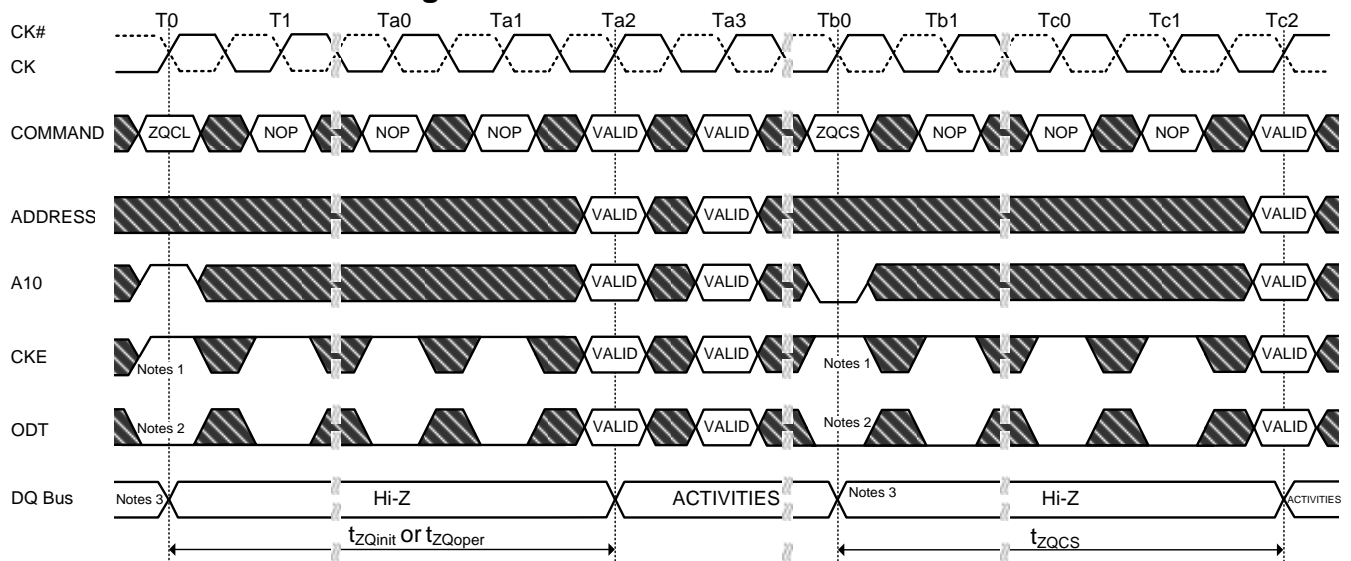 T0 T1 Ta0 Ta1 Ta2 Ta3 Tb0 Tb1 Tc0 Tc1 Tc2
CK#
CK
COMMAND ZQCL NOP NOP NOP VALID VALID ZQCS NOP NOP NOP VALID
ADDRESS VALID VALID VALID
A10 VALID VALID VALID
CKE Notes 1 VALID VALID Notes 1 VALID
ODT Notes 2 VALID VALID Notes 2 VALID
DQ Bus Notes 3 Hi-Z ACTIVITIES Notes 3 Hi-Z ACTIVITIES
tZQinit or tZQoper tZQCS